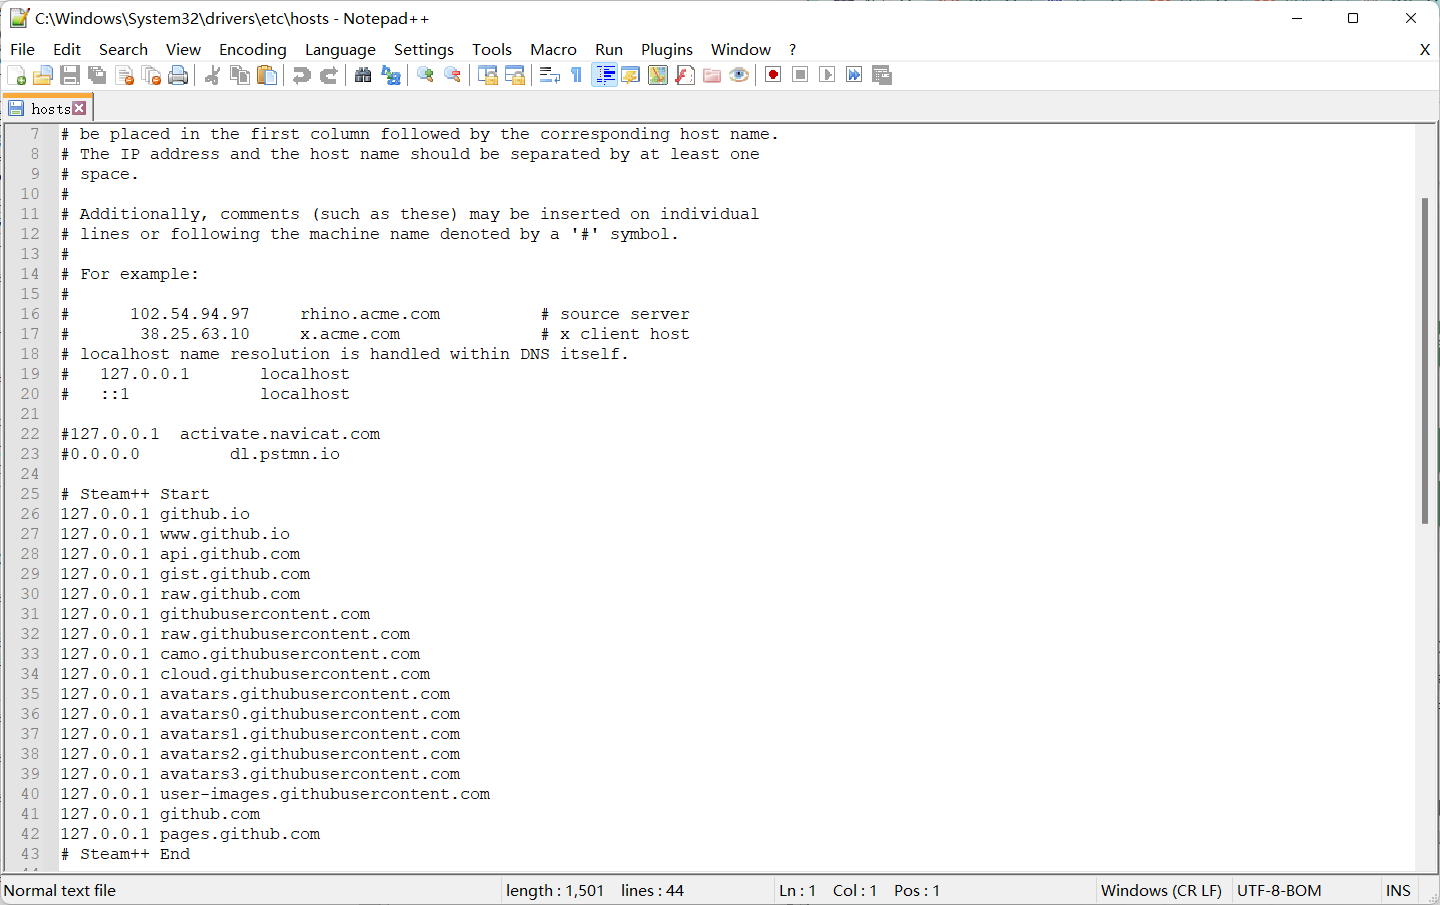 C:\Windows\System32\drivers\etc\hosts - Notepad++
File Edit Search View Encoding Language Settings Tools Macro Run Plugins Window ? X
hosts
7 # be placed in the first column followed by the corresponding host name.
8 # The IP address and the host name should be separated by at least one
9 # space.
10 #
11 # Additionally, comments (such as these) may be inserted on individual
12 # lines or following the machine name denoted by a '#' symbol.
13 #
14 # For example:
15 #
16 #      102.54.94.97     rhino.acme.com          # source server
17 #       38.25.63.10     x.acme.com              # x client host
18 # localhost name resolution is handled within DNS itself.
19 #   127.0.0.1       localhost
20 #   ::1             localhost
21
22 #127.0.0.1  activate.navicat.com
23 #0.0.0.0         dl.pstmn.io
24
25 # Steam++ Start
26 127.0.0.1 github.io
27 127.0.0.1 www.github.io
28 127.0.0.1 api.github.com
29 127.0.0.1 gist.github.com
30 127.0.0.1 raw.github.com
31 127.0.0.1 githubusercontent.com
32 127.0.0.1 raw.githubusercontent.com
33 127.0.0.1 camo.githubusercontent.com
34 127.0.0.1 cloud.githubusercontent.com
35 127.0.0.1 avatars.githubusercontent.com
36 127.0.0.1 avatars0.githubusercontent.com
37 127.0.0.1 avatars1.githubusercontent.com
38 127.0.0.1 avatars2.githubusercontent.com
39 127.0.0.1 avatars3.githubusercontent.com
40 127.0.0.1 user-images.githubusercontent.com
41 127.0.0.1 github.com
42 127.0.0.1 pages.github.com
43 # Steam++ End
Normal text file length : 1,501 lines : 44 Ln : 1 Col : 1 Pos : 1 Windows (CR LF) UTF-8-BOM INS